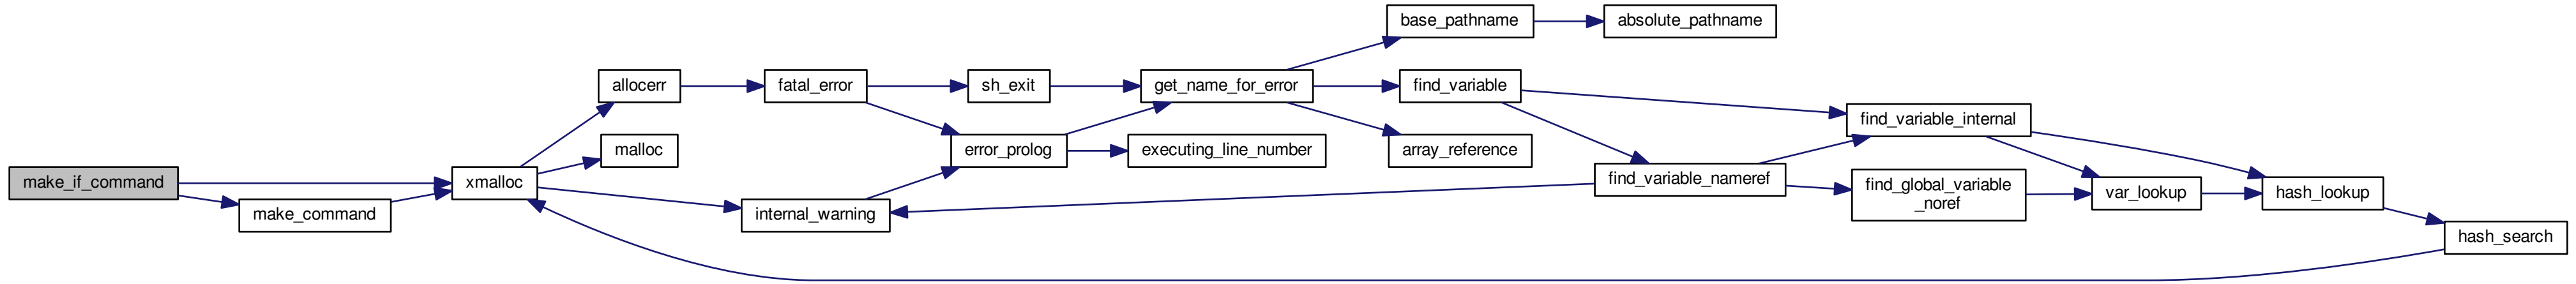 base_pathname
absolute_pathname
allocerr
fatal_error
sh_exit
get_name_for_error
find_variable
find_variable_internal
malloc
error_prolog
executing_line_number
array_reference
make_if_command
xmalloc
find_variable_nameref
find_global_variable
_noref
var_lookup
hash_lookup
make_command
internal_warning
hash_search